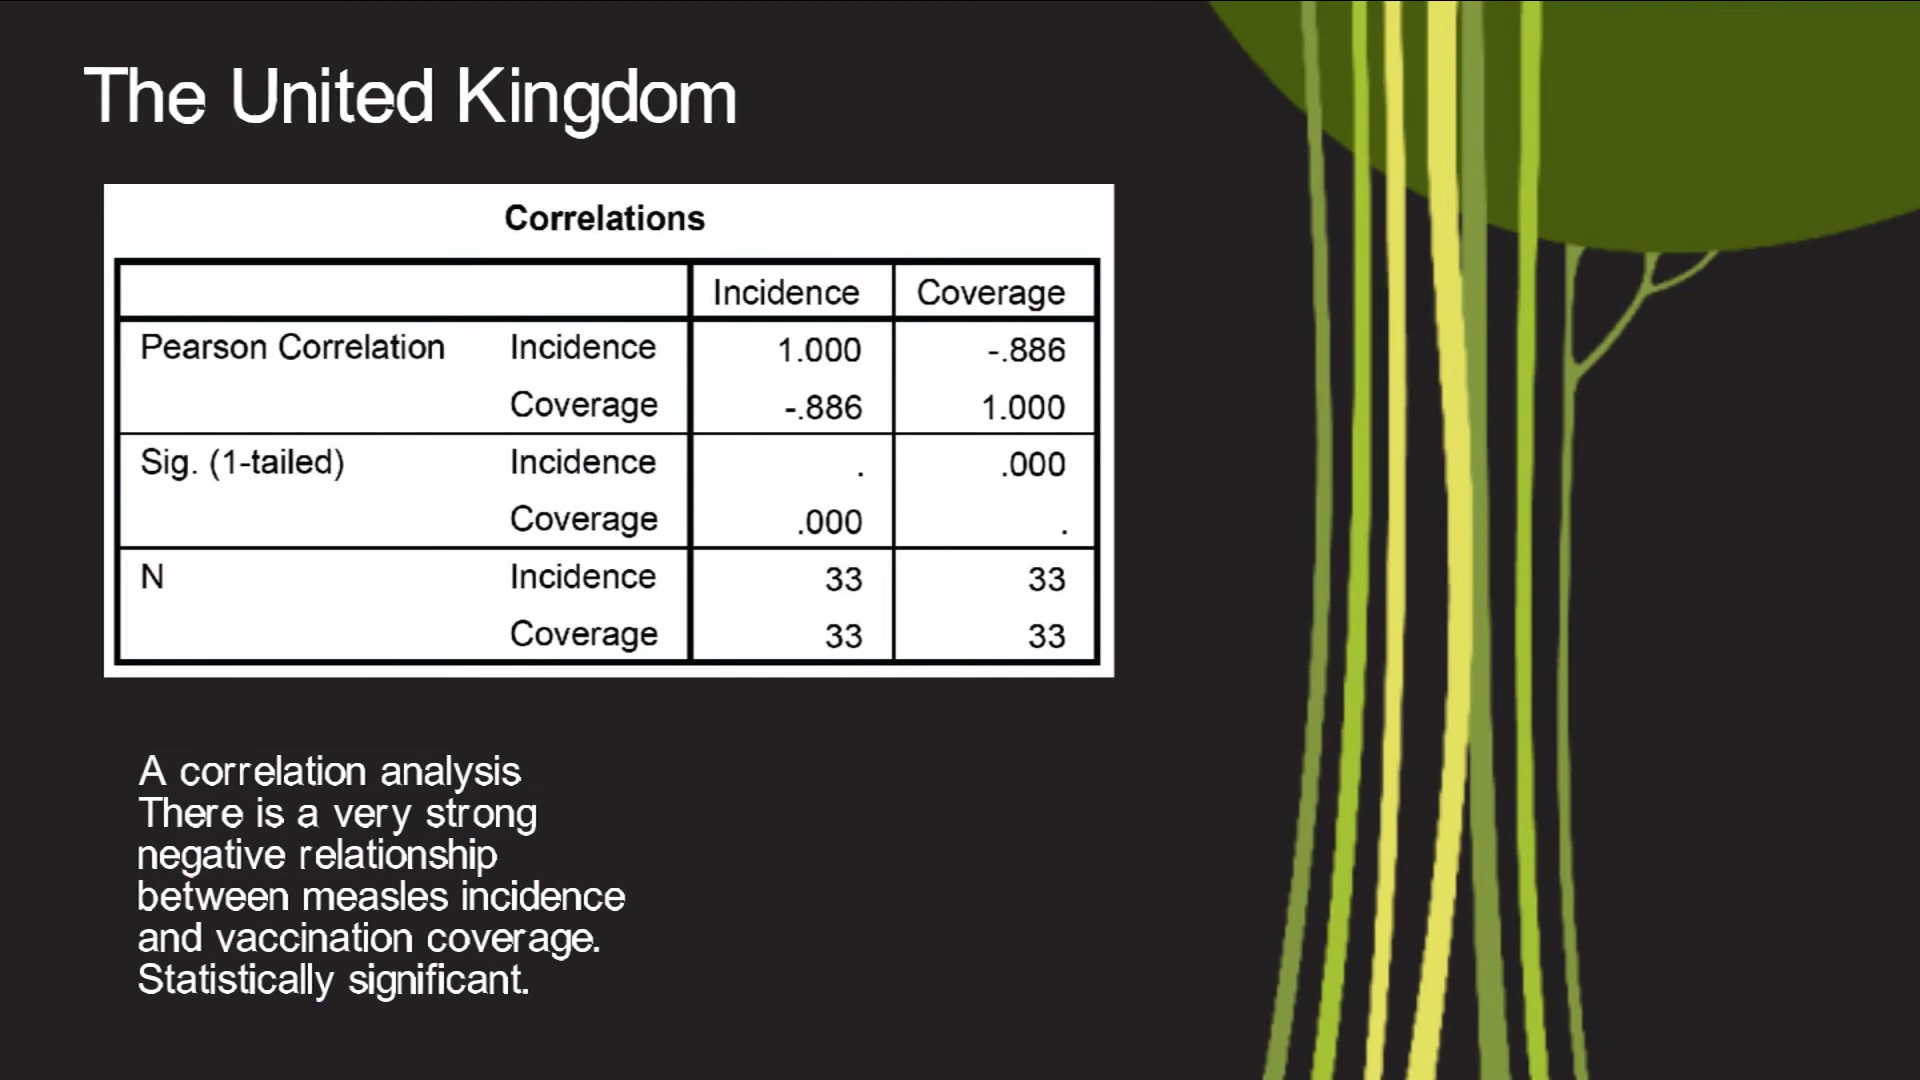 The United Kingdom
Correlations
Incidence Coverage
Pearson Correlation Incidence 1.000 -.886
Coverage -.886 1.000
Sig. (1-tailed) Incidence . .000
Coverage .000 .
N Incidence 33 33
Coverage 33 33
A correlation analysis
There is a very strong
negative relationship
between measles incidence
and vaccination coverage.
Statistically significant.